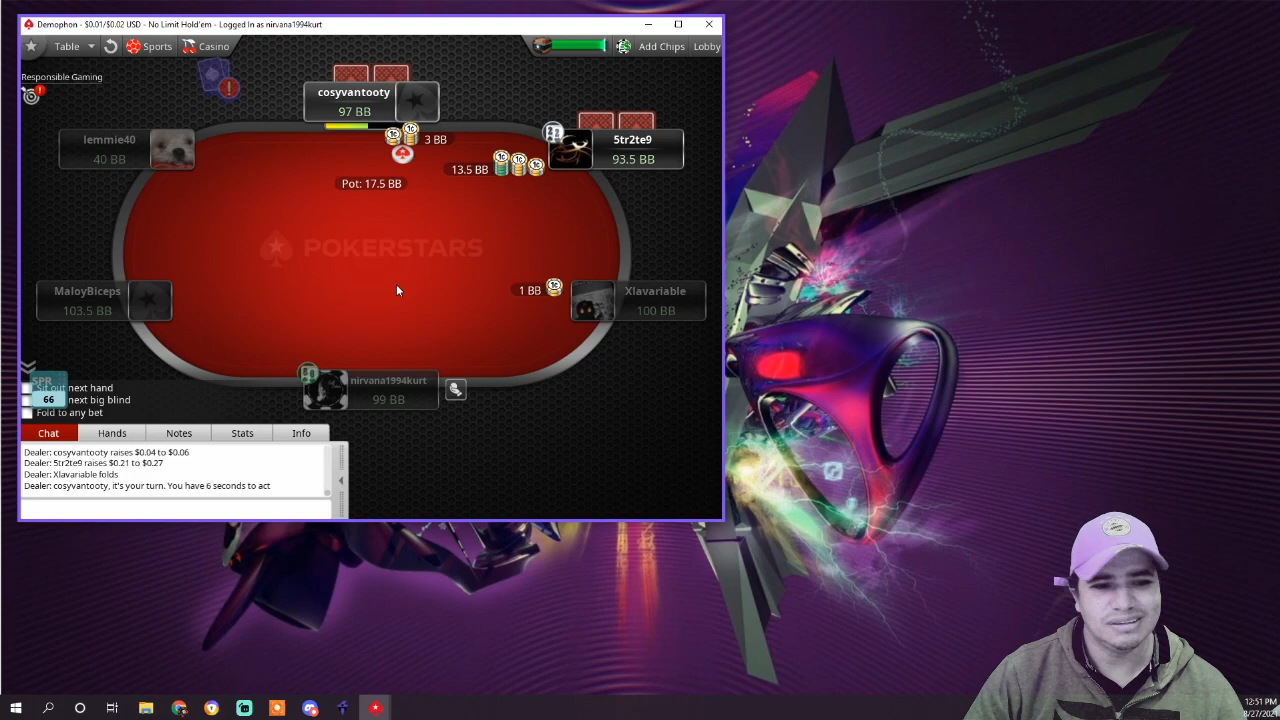 Demophon - $0.01/$0.02 USD - No Limit Hold'em - Logged In as nirvana1994kurt
Table Sports Casino Add Chips Lobby
Responsible Gaming
cosyvantooty
97 BB
lemmie40
40 BB
5tr2te9
93.5 BB
3 BB
13.5 BB
Pot: 17.5 BB
POKERSTARS
MaloyBiceps
103.5 BB
1 BB
Xlavariable
100 BB
nirvana1994kurt
99 BB
SPR
66
Sit out next hand
next big blind
Fold to any bet
Chat Hands Notes Stats Info
Dealer: cosyvantooty raises $0.04 to $0.06
Dealer: 5tr2te9 raises $0.21 to $0.27
Dealer: Xlavariable folds
Dealer: cosyvantooty, it's your turn. You have 6 seconds to act
12:51 PM